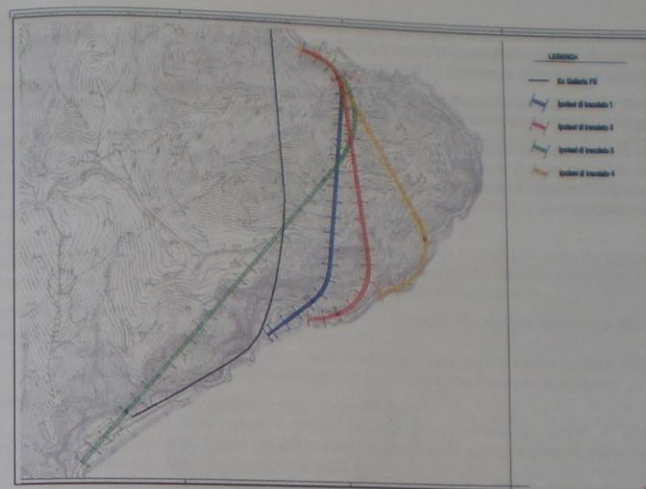 LEGENDA
Ex Galleria FS
Ipotesi di tracciato 1
Ipotesi di tracciato 2
Ipotesi di tracciato 3
Ipotesi di tracciato 4